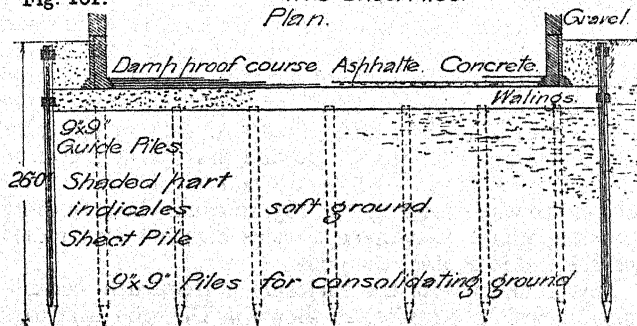 Fig. 101.
Plan.
Gravel.
Damp proof course Asphalte. Concrete.
Walings.
9"x9"
Guide Piles
26'0"
Shaded part
indicates soft ground.
Sheet Pile
9"x9" Piles for consolidating ground